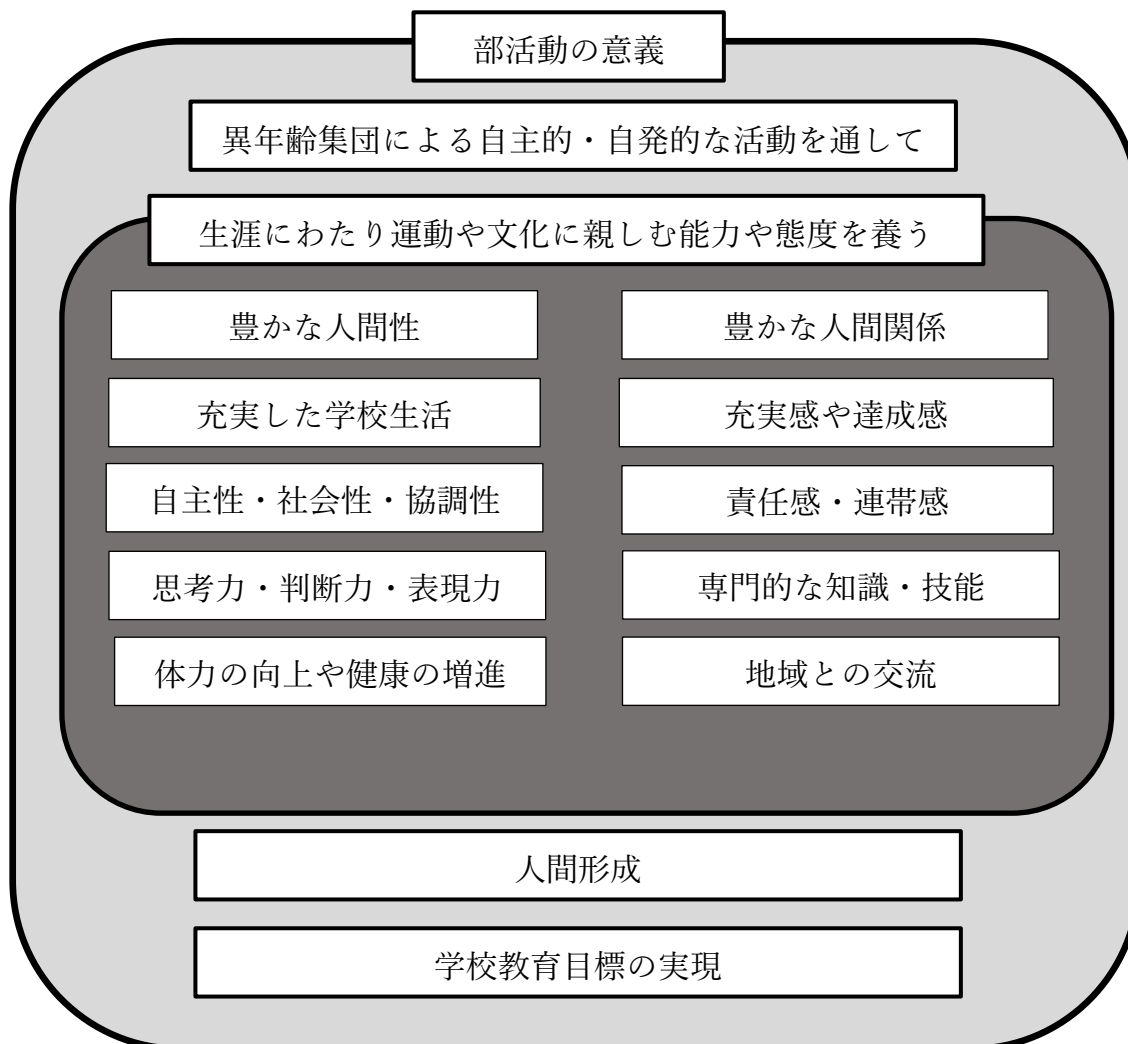 部活動の意義
異年齢集団による自主的・自発的な活動を通して
生涯にわたり運動や文化に親しむ能力や態度を養う
豊かな人間性
豊かな人間関係
充実した学校生活
充実感や達成感
自主性・社会性・協調性
責任感・連帯感
思考力・判断力・表現力
専門的な知識・技能
体力の向上や健康の増進
地域との交流
人間形成
学校教育目標の実現